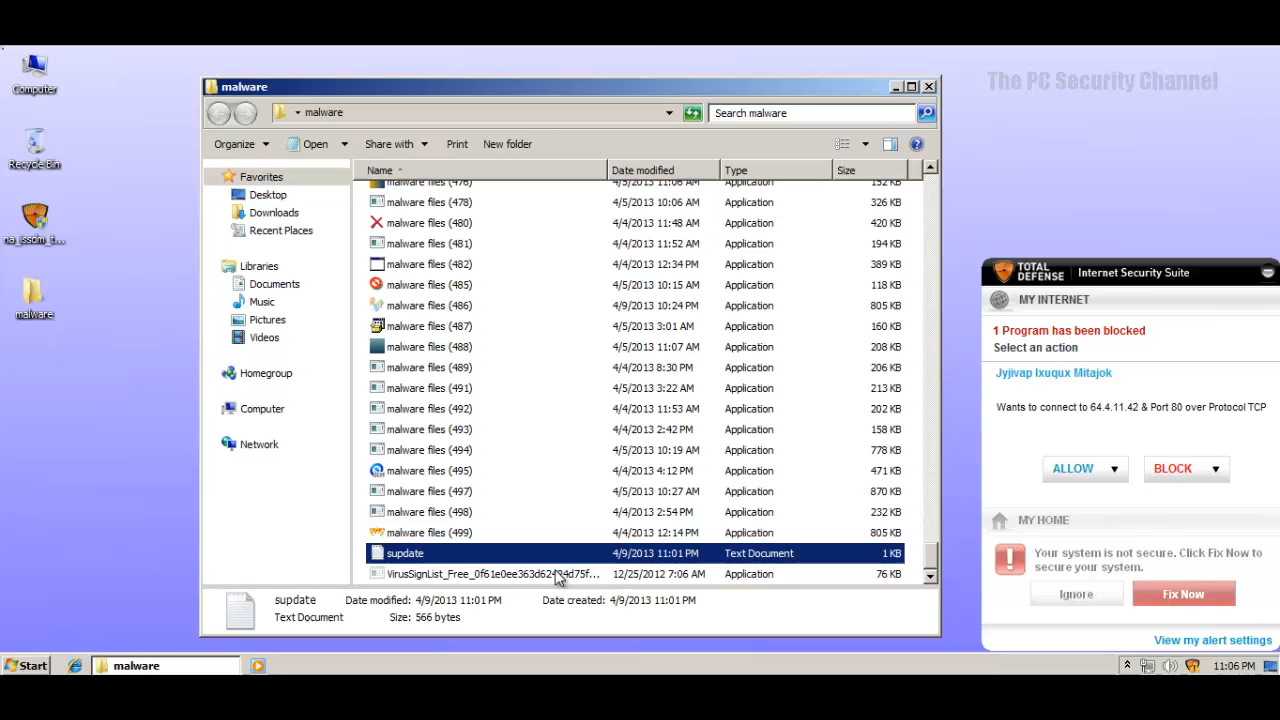 The PC Security Channel
Computer
Recycle Bin
na_issdm_t...
malware
malware
malware
Search malware
Organize
Open
Share with
Print
New folder
Favorites
Desktop
Downloads
Recent Places
Libraries
Documents
Music
Pictures
Videos
Homegroup
Computer
Network
Name Date modified Type Size
malware files (476) 4/5/2013 11:06 AM Application 152 KB
malware files (478) 4/5/2013 10:06 AM Application 326 KB
malware files (480) 4/4/2013 11:48 AM Application 420 KB
malware files (481) 4/4/2013 11:52 AM Application 194 KB
malware files (482) 4/4/2013 12:34 PM Application 389 KB
malware files (485) 4/5/2013 10:15 AM Application 118 KB
malware files (486) 4/9/2013 10:24 PM Application 805 KB
malware files (487) 4/5/2013 3:01 AM Application 160 KB
malware files (488) 4/5/2013 11:07 AM Application 208 KB
malware files (489) 4/4/2013 8:30 PM Application 206 KB
malware files (491) 4/5/2013 3:22 AM Application 213 KB
malware files (492) 4/4/2013 11:53 AM Application 202 KB
malware files (493) 4/4/2013 2:42 PM Application 158 KB
malware files (494) 4/5/2013 10:19 AM Application 778 KB
malware files (495) 4/4/2013 4:12 PM Application 471 KB
malware files (497) 4/5/2013 10:27 AM Application 870 KB
malware files (498) 4/4/2013 2:54 PM Application 232 KB
malware files (499) 4/4/2013 12:14 PM Application 805 KB
supdate 4/9/2013 11:01 PM Text Document 1 KB
12/25/2012 7:06 AM Application 76 KB
supdate Date modified: 4/9/2013 11:01 PM Date created: 4/9/2013 11:01 PM
Text Document Size: 566 bytes
TOTAL DEFENSE Internet Security Suite
MY INTERNET
1 Program has been blocked
Select an action
Jyjivap Ixuqux Mitajok
Wants to connect to 64.4.11.42 & Port 80 over Protocol TCP
ALLOW BLOCK
MY HOME
Your system is not secure. Click Fix Now to
secure your system.
Ignore Fix Now
View my alert settings
Start
malware
11:06 PM